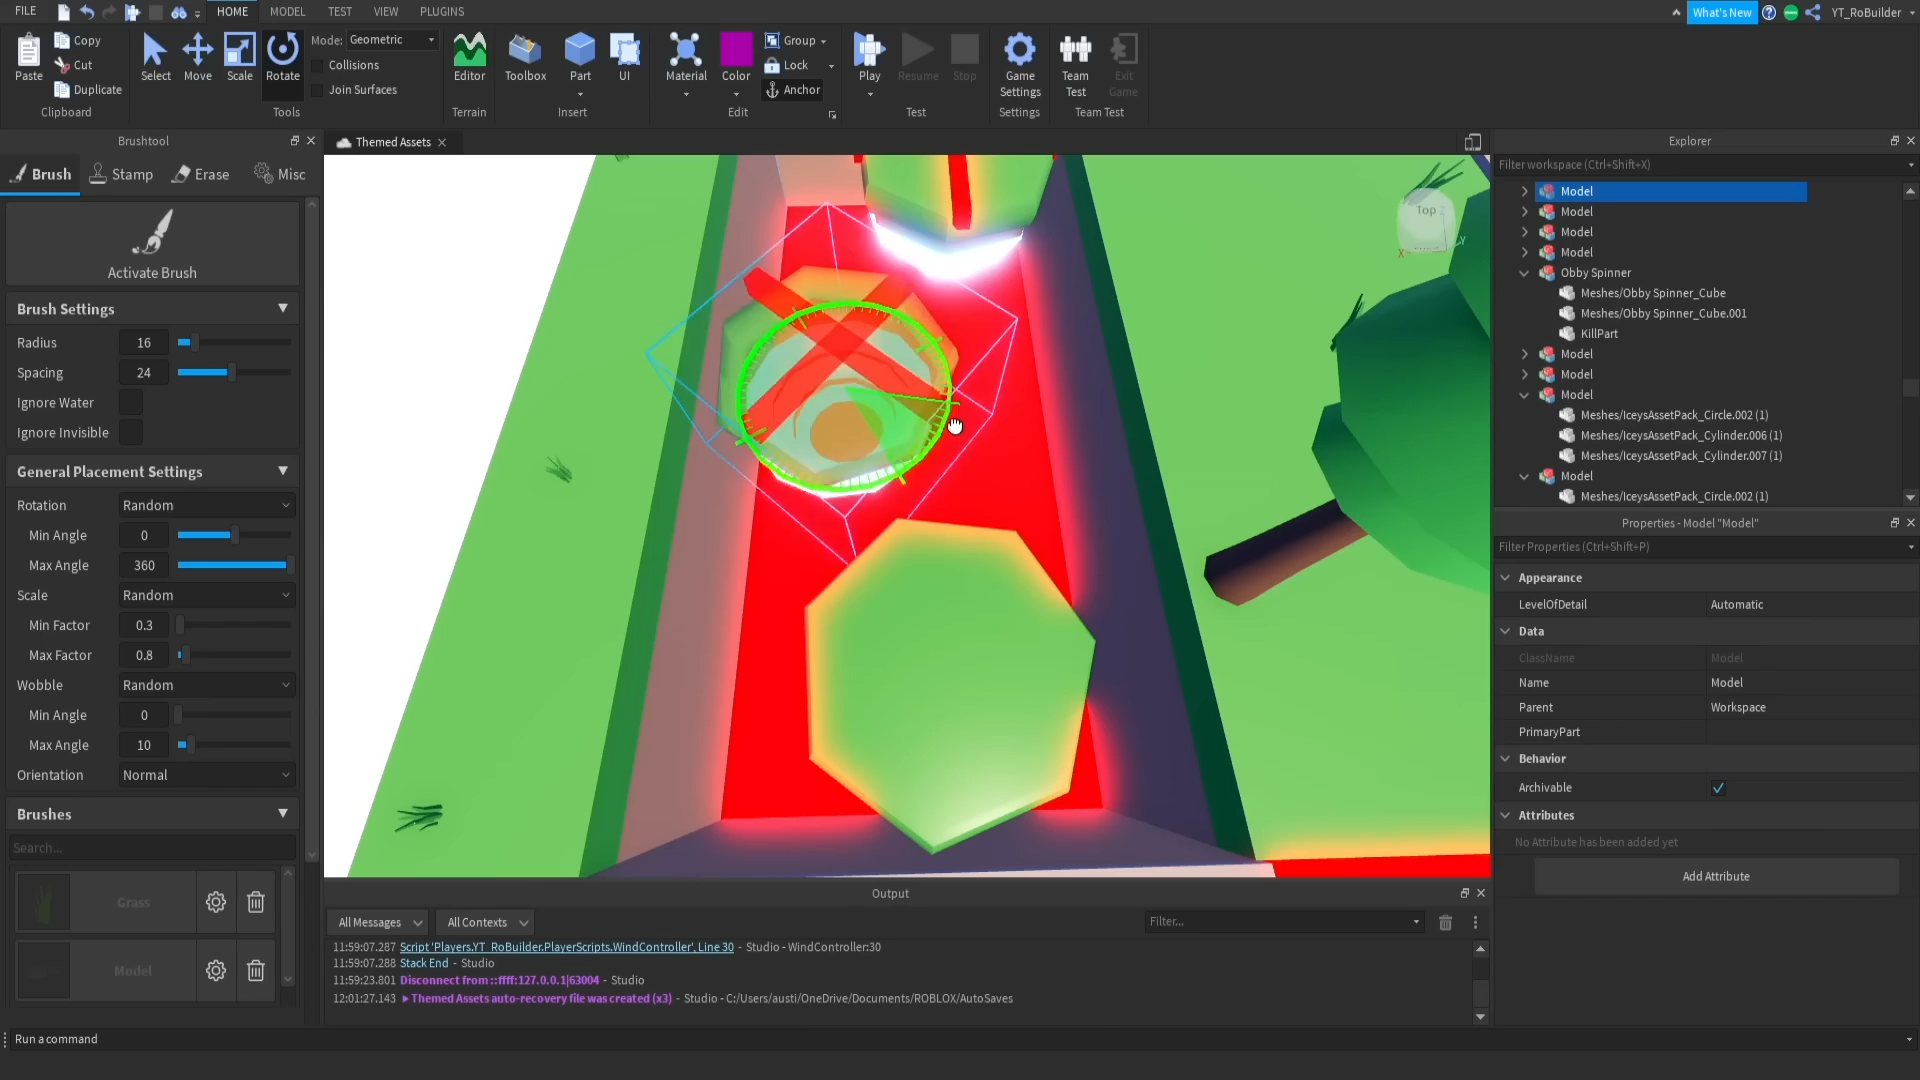 FILE
HOME
MODEL
TEST
VIEW
PLUGINS
What's New
YT_RoBuilder
Paste
Copy
Cut
Duplicate
Clipboard
Select
Move
Scale
Rotate
Mode: Geometric
Collisions
Join Surfaces
Tools
Editor
Terrain
Toolbox
Part
UI
Insert
Material
Color
Group
Lock
Anchor
Edit
Play
Resume
Stop
Test
Game
Settings
Settings
Team
Test
Exit
Game
Team Test
Brushtool
Brush
Stamp
Erase
Misc
Activate Brush
Brush Settings
Radius 16
Spacing 24
Ignore Water
Ignore Invisible
General Placement Settings
Rotation Random
Min Angle 0
Max Angle 360
Scale Random
Min Factor 0.3
Max Factor 0.8
Wobble Random
Min Angle 0
Max Angle 10
Orientation Normal
Brushes
Search...
Grass
Model
Themed Assets
Top
X
Y
Output
All Messages
All Contexts
Filter...
11:59:07.287 Script 'Players.YT_RoBuilder.PlayerScripts.WindController', Line 30 - Studio - WindController:30
11:59:07.288 Stack End - Studio
11:59:23.801 Disconnect from ::ffff:127.0.0.1|63004 - Studio
12:01:27.143 Themed Assets auto-recovery file was created (x3) - Studio - C:/Users/austi/OneDrive/Documents/ROBLOX/AutoSaves
Run a command
Explorer
Filter workspace (Ctrl+Shift+X)
Model
Model
Model
Model
Obby Spinner
Meshes/Obby Spinner_Cube
Meshes/Obby Spinner_Cube.001
KillPart
Model
Model
Model
Meshes/IceysAssetPack_Circle.002 (1)
Meshes/IceysAssetPack_Cylinder.006 (1)
Meshes/IceysAssetPack_Cylinder.007 (1)
Model
Meshes/IceysAssetPack_Circle.002 (1)
Properties - Model "Model"
Filter Properties (Ctrl+Shift+P)
Appearance
LevelOfDetail Automatic
Data
ClassName Model
Name Model
Parent Workspace
PrimaryPart
Behavior
Archivable
Attributes
No Attribute has been added yet
Add Attribute